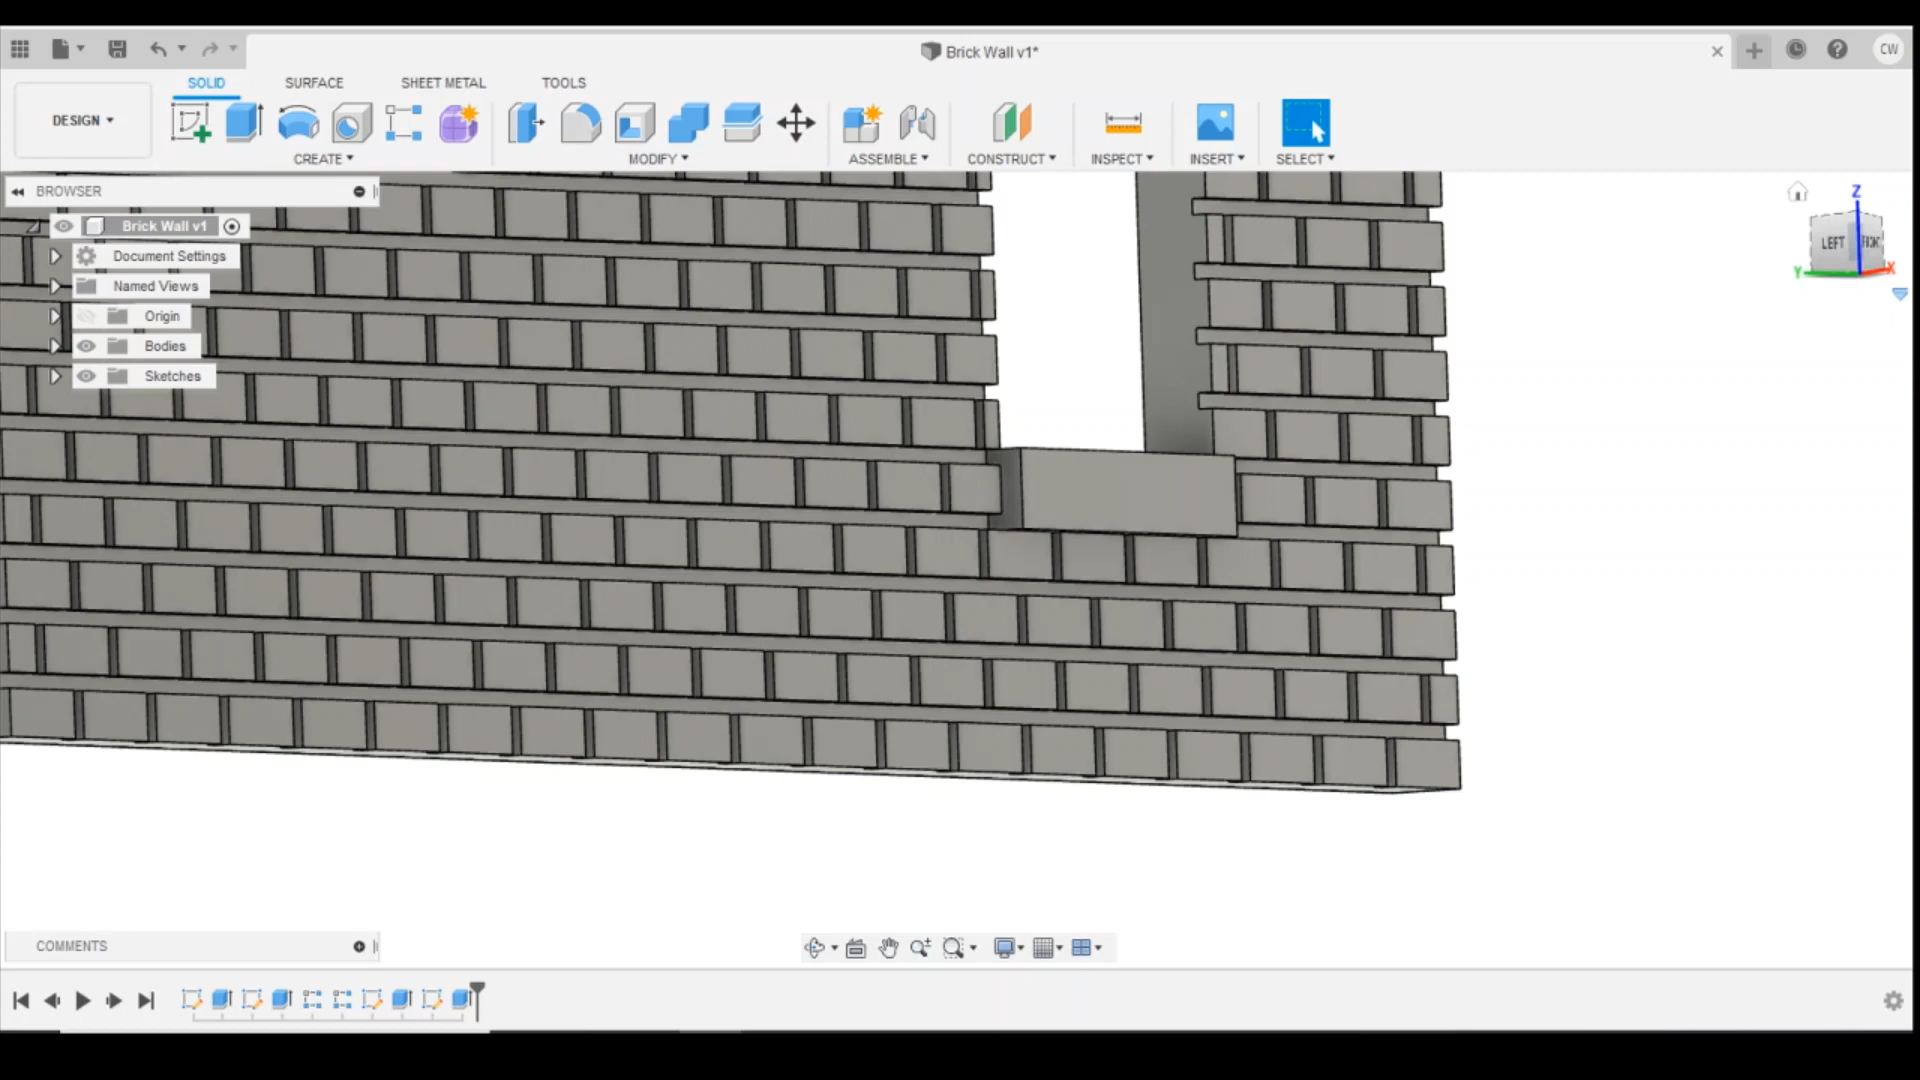 Brick Wall v1*
CW
SOLID
SURFACE
SHEET METAL
TOOLS
DESIGN
CREATE
MODIFY
ASSEMBLE
CONSTRUCT
INSPECT
INSERT
SELECT
BROWSER
Brick Wall v1
Document Settings
Named Views
Origin
Bodies
Sketches
Z
LEFT
Y
X
COMMENTS